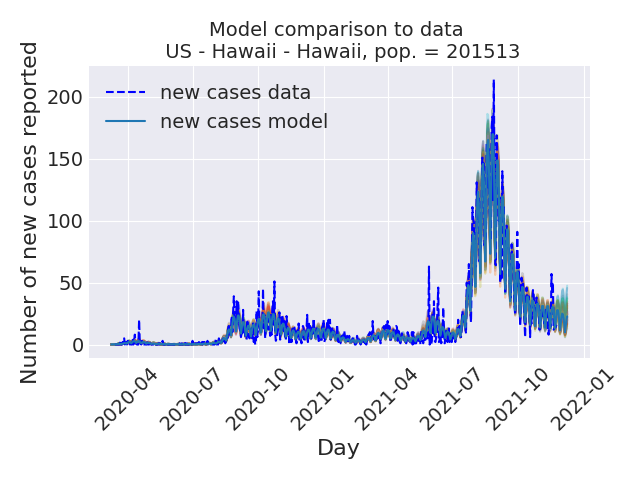 Model comparison to data
US - Hawaii - Hawaii, pop. = 201513
Number of new cases reported
200
150
100
50
0
new cases data
new cases model
2020-04
2020-07
2020-10
2021-01
2021-04
2021-07
2021-10
2022-01
Day